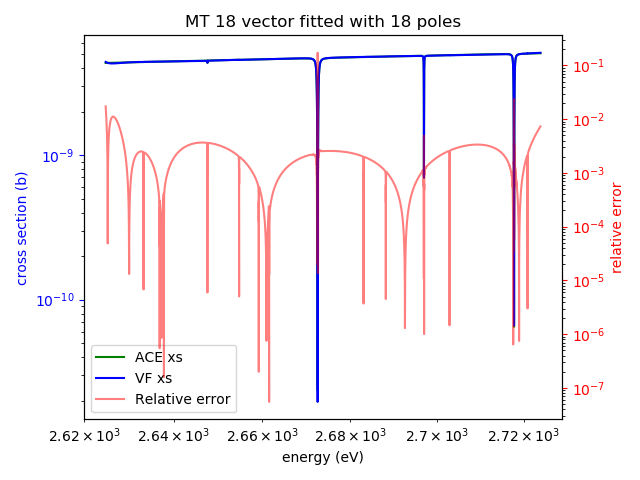 MT 18 vector fitted with 18 poles
cross section (b)
10⁻⁹
10⁻¹⁰
10⁻¹
10⁻²
10⁻³
10⁻⁴
10⁻⁵
10⁻⁶
10⁻⁷
relative error
ACE xs
VF xs
Relative error
2.62 × 10³ 2.64 × 10³ 2.66 × 10³ 2.68 × 10³ 2.7 × 10³ 2.72 × 10³
energy (eV)